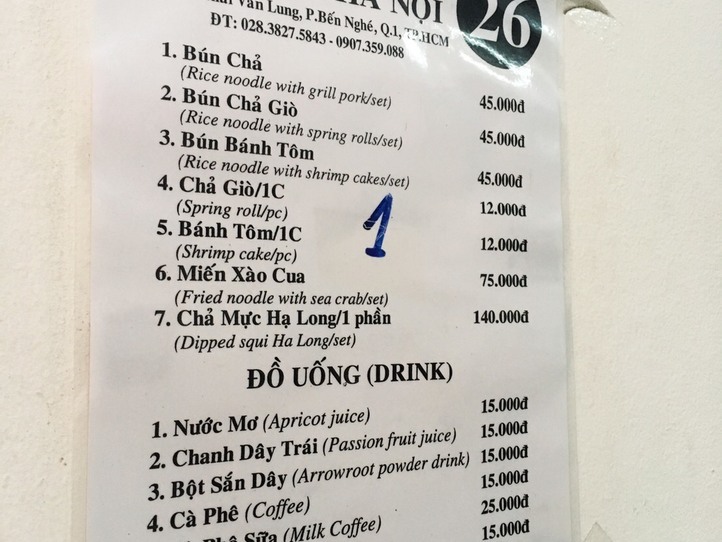 HÀ NỘI 26
Văn Lung, P.Bến Nghé, Q.1, TP.HCM
ĐT: 028.3827.5843 - 0907.359.088
1. Bún Chả
(Rice noodle with grill pork/set) 45.000đ
2. Bún Chả Giò
(Rice noodle with spring rolls/set) 45.000đ
3. Bún Bánh Tôm
(Rice noodle with shrimp cakes/set) 45.000đ
4. Chả Giò/1C 12.000đ
(Spring roll/pc)
1
5. Bánh Tôm/1C 12.000đ
(Shrimp cake/pc)
6. Miến Xào Cua 75.000đ
(Fried noodle with sea crab/set)
7. Chả Mực Hạ Long/1 phần 140.000đ
(Dipped squi Ha Long/set)
ĐỒ UỐNG (DRINK)
1. Nước Mơ (Apricot juice) 15.000đ
2. Chanh Dây Trái (Passion fruit juice) 15.000đ
3. Bột Sắn Dây (Arrowroot powder drink) 15.000đ
4. Cà Phê (Coffee) 15.000đ
Phê Sữa (Milk Coffee) 25.000đ
15.000đ